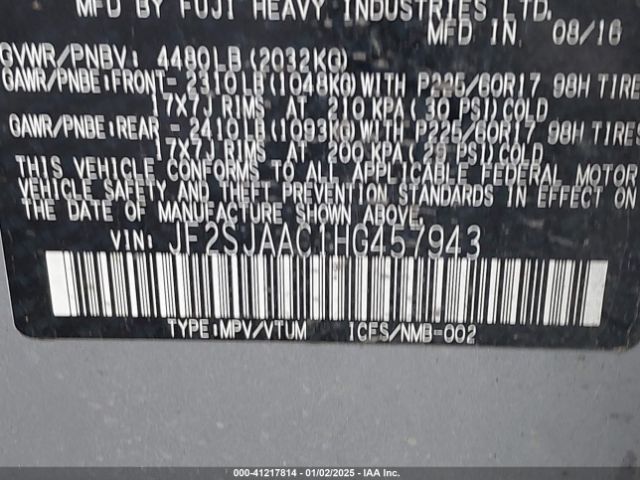 MFD BY FUJI HEAVY INDUSTRIES LTD.
MFD IN 08/16
GVWR/PNBV: 4480LB(2032KG)
GAWR/PNBE:FRONT- 2310LB(1048KG)WITH P225/60R17 98H TIRE
17X7J RIMS AT 210 KPA(30 PSI)COLD
GAWR/PNBE:REAR - 2410LB(1093KG)WITH P225/60R17 98H TIRES
17X7J RIMS AT 200 KPA(29 PSI)COLD
THIS VEHICLE CONFORMS TO ALL APPLICABLE FEDERAL MOTOR
VEHICLE SAFETY AND THEFT PREVENTION STANDARDS IN EFFECT
THE DATE OF MANUFACTURE SHOWN ABOVE.
VIN: JF2SJAAC1HG457943
TYPE:MPV/VTUM ICFS/NMB-002
000-41217814 | 01/02/2025 | IAA, Inc.